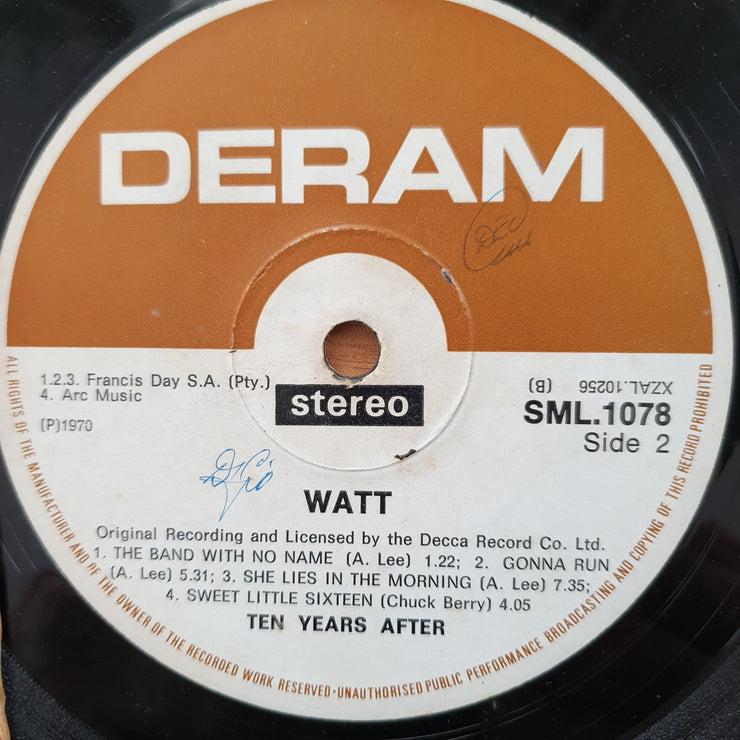 DERAM
1.2.3. Francis Day S.A. (Pty.)
4. Arc Music
(P)1970
stereo
XZAL.10256 (B)
SML.1078
Side 2
WATT
Original Recording and Licensed by the Decca Record Co. Ltd.
1. THE BAND WITH NO NAME (A. Lee) 1.22; 2. GONNA RUN
(A. Lee) 5.31; 3. SHE LIES IN THE MORNING (A. Lee) 7.35;
4. SWEET LITTLE SIXTEEN (Chuck Berry) 4.05
TEN YEARS AFTER
ALL RIGHTS OF THE MANUFACTURER AND OF THE OWNER OF THE RECORDED WORK RESERVED·UNAUTHORISED PUBLIC PERFORMANCE BROADCASTING AND COPYING OF THIS RECORD PROHIBITED